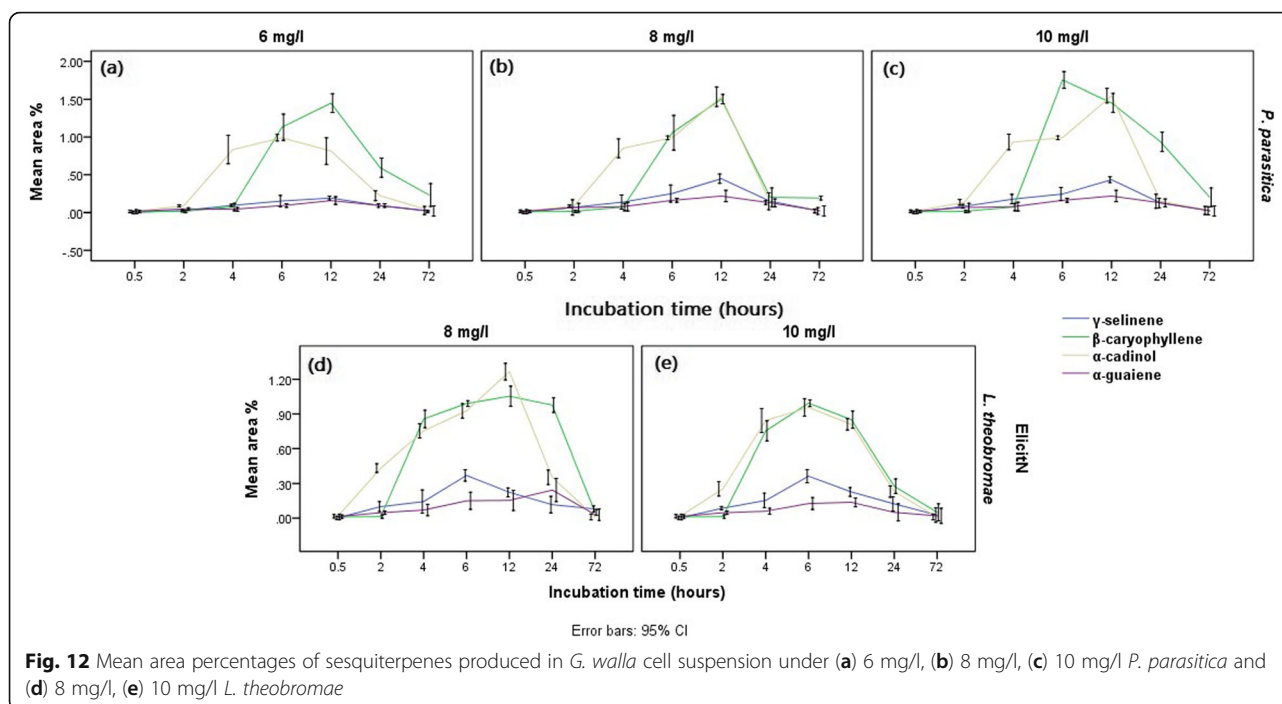 6 mg/l
8 mg/l
10 mg/l
(a)
(b)
(c)
Mean area %
2.00
1.50
1.00
.50
.00
-.50
P. parasitica
0.5 2 4 6 12 24 72
0.5 2 4 6 12 24 72
0.5 2 4 6 12 24 72
Incubation time (hours)
8 mg/l
10 mg/l
(d)
(e)
Mean area %
1.20
.90
.60
.30
.00
L. theobromae
ElicitN
γ-selinene
β-caryophyllene
α-cadinol
α-guaiene
0.5 2 4 6 12 24 72
0.5 2 4 6 12 24 72
Incubation time (hours)
Error bars: 95% CI
Fig. 12 Mean area percentages of sesquiterpenes produced in G. walla cell suspension under (a) 6 mg/l, (b) 8 mg/l, (c) 10 mg/l P. parasitica and
(d) 8 mg/l, (e) 10 mg/l L. theobromae